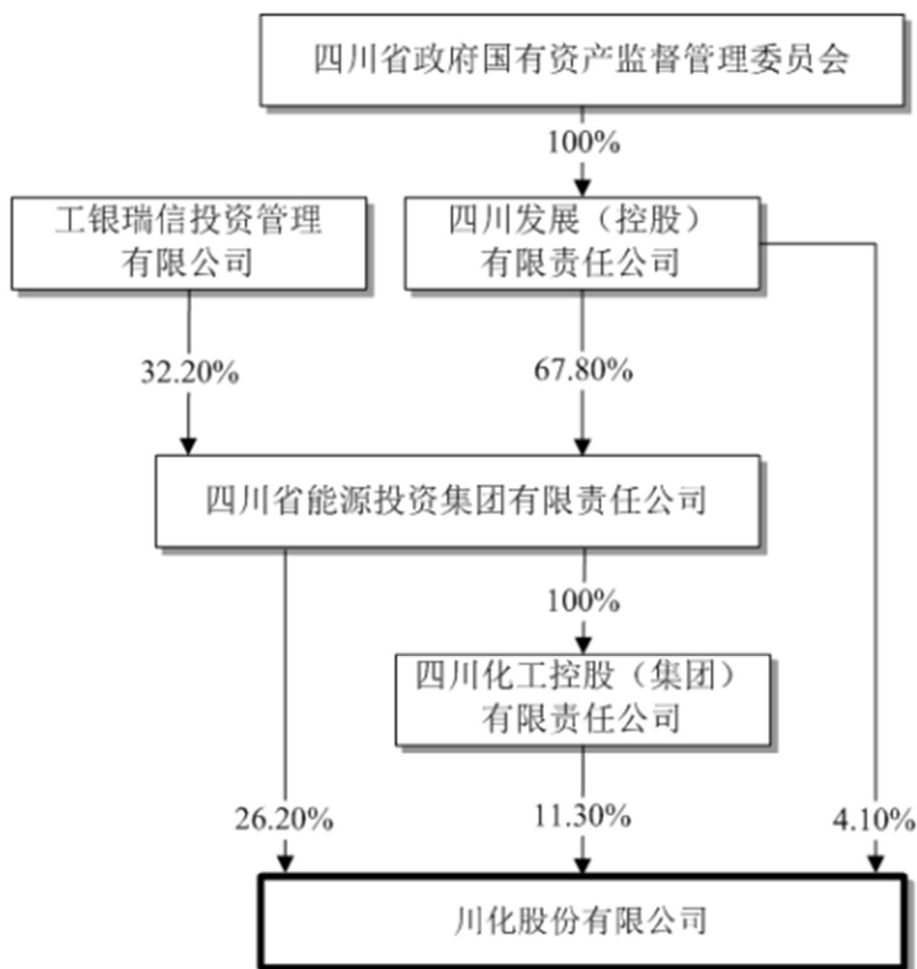 四川省政府国有资产监督管理委员会
100%
工银瑞信投资管理
有限公司
四川发展（控股）
有限责任公司
32.20%
67.80%
四川省能源投资集团有限责任公司
100%
四川化工控股（集团）
有限责任公司
26.20%
11.30%
4.10%
川化股份有限公司